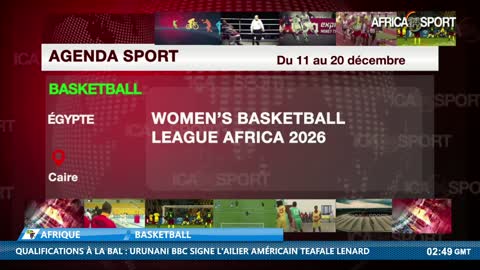 AFRICA24 SPORT
AGENDA SPORT
Du 11 au 20 décembre
BASKETBALL
ÉGYPTE
WOMEN'S BASKETBALL
LEAGUE AFRICA 2026
Caire
AFRIQUE
BASKETBALL
QUALIFICATIONS À LA BAL : URUNANI BBC SIGNE L'AILIER AMÉRICAIN TEAFALE LENARD
02:49 GMT